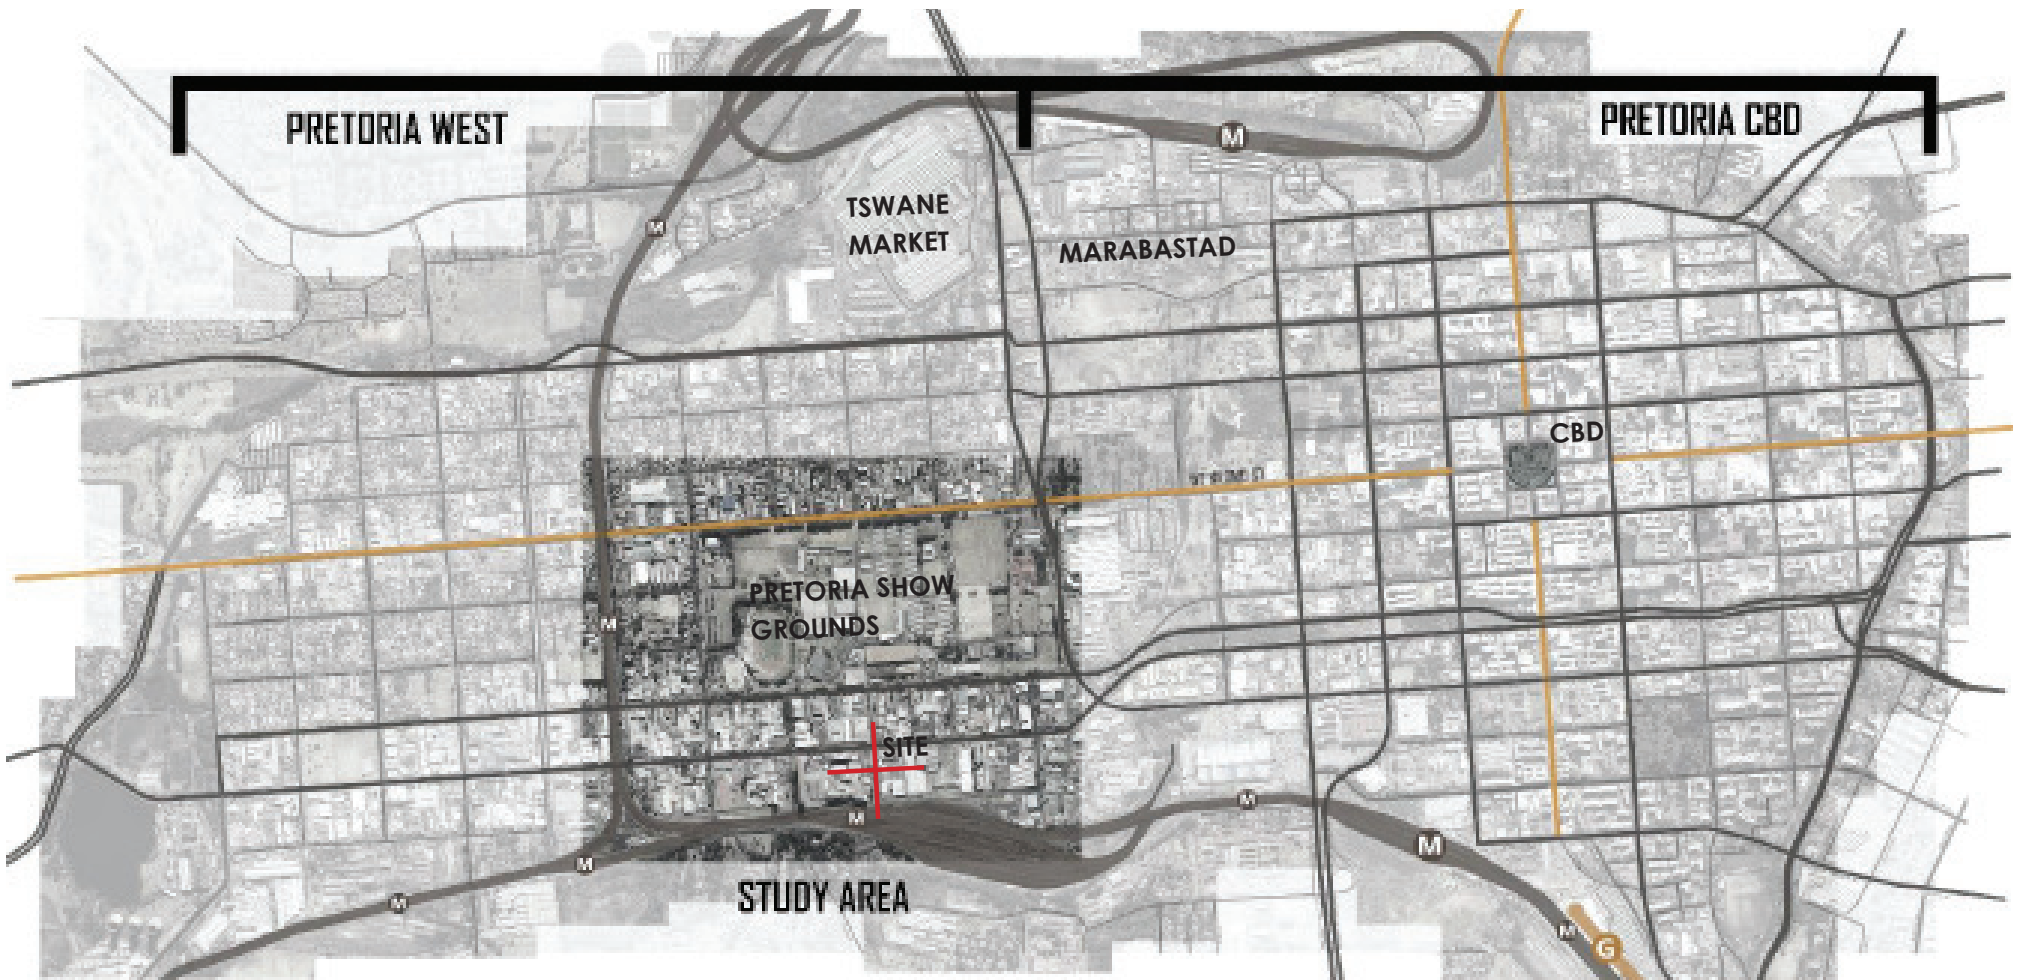 PRETORIA WEST
PRETORIA CBD
M
TSWANE
MARKET
M
MARABASTAD
CBD
PRETORIA SHOW
GROUNDS
M
SITE
M
M
M
M
STUDY AREA
M
M
G